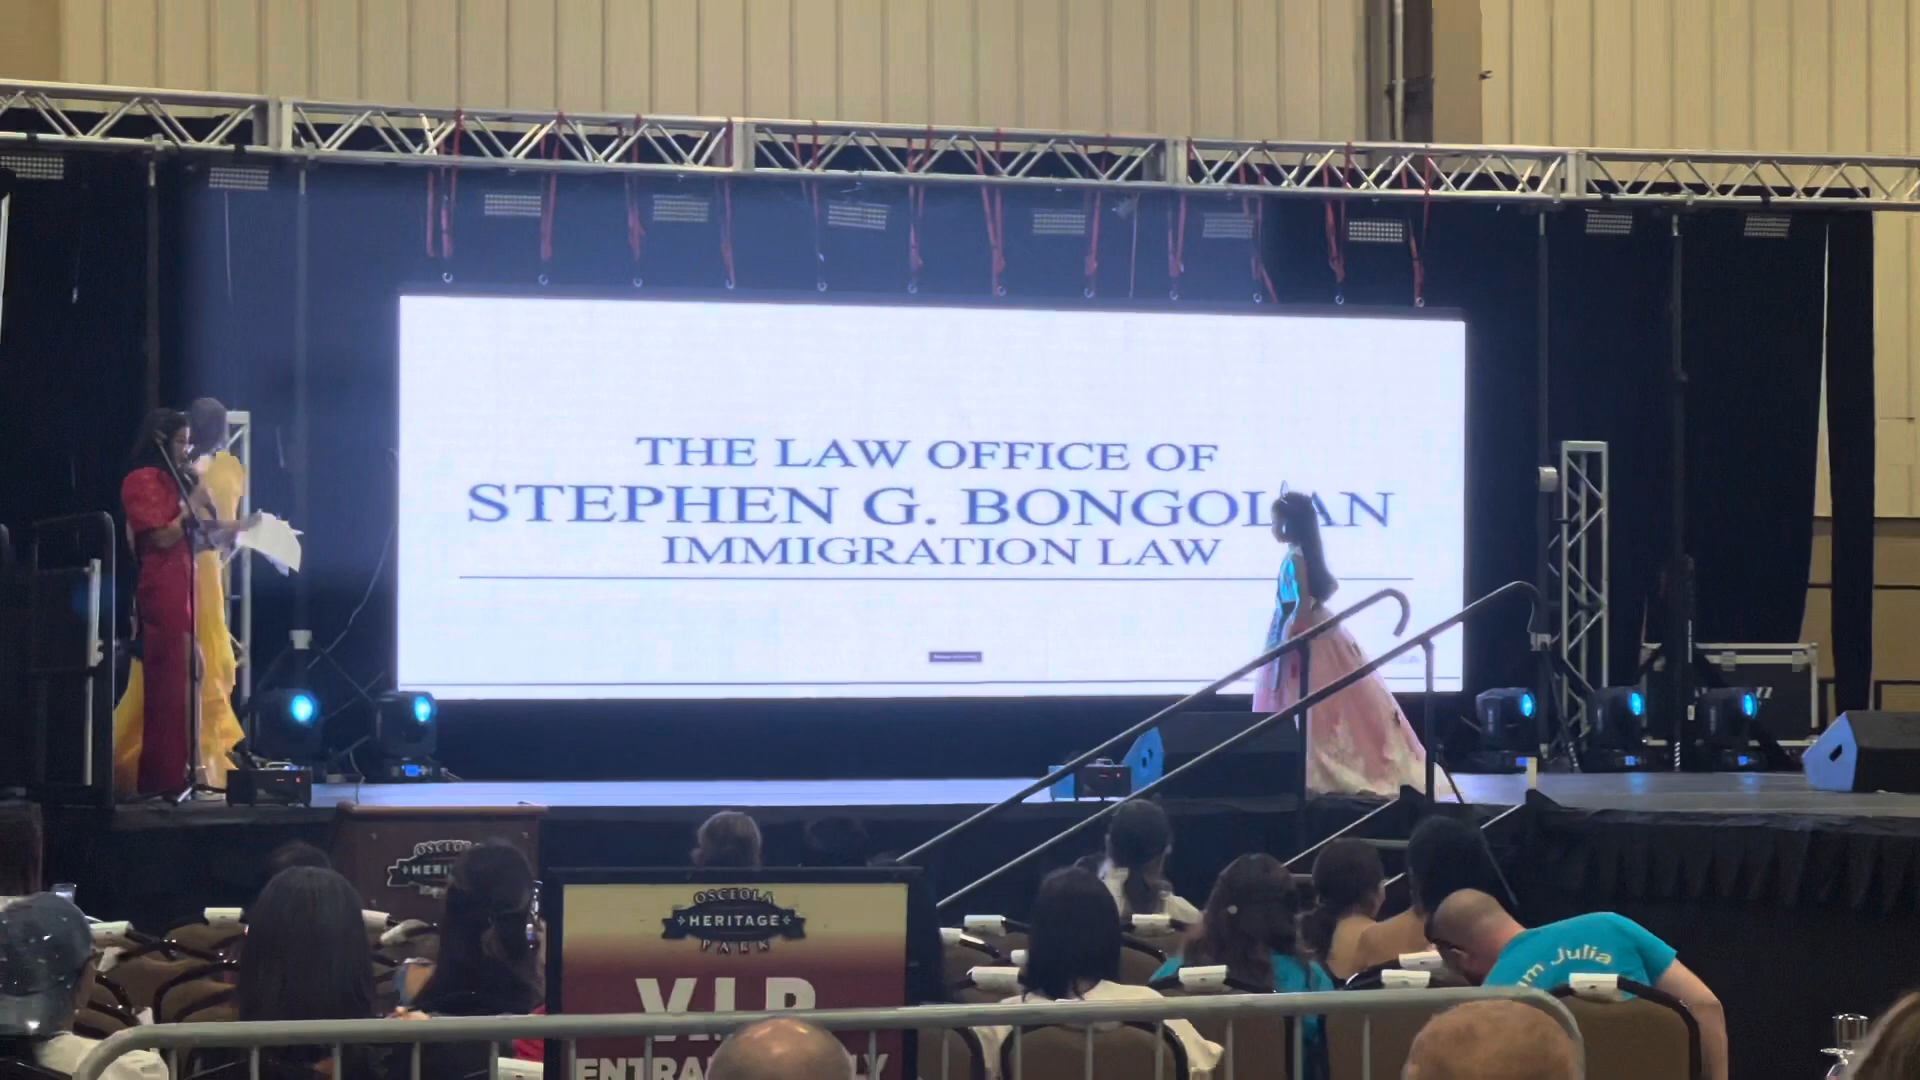 THE LAW OFFICE OF
STEPHEN G. BONGOLAN
IMMIGRATION LAW
OSCEOLA
HERITAGE
PARK
V.I.P
Julia